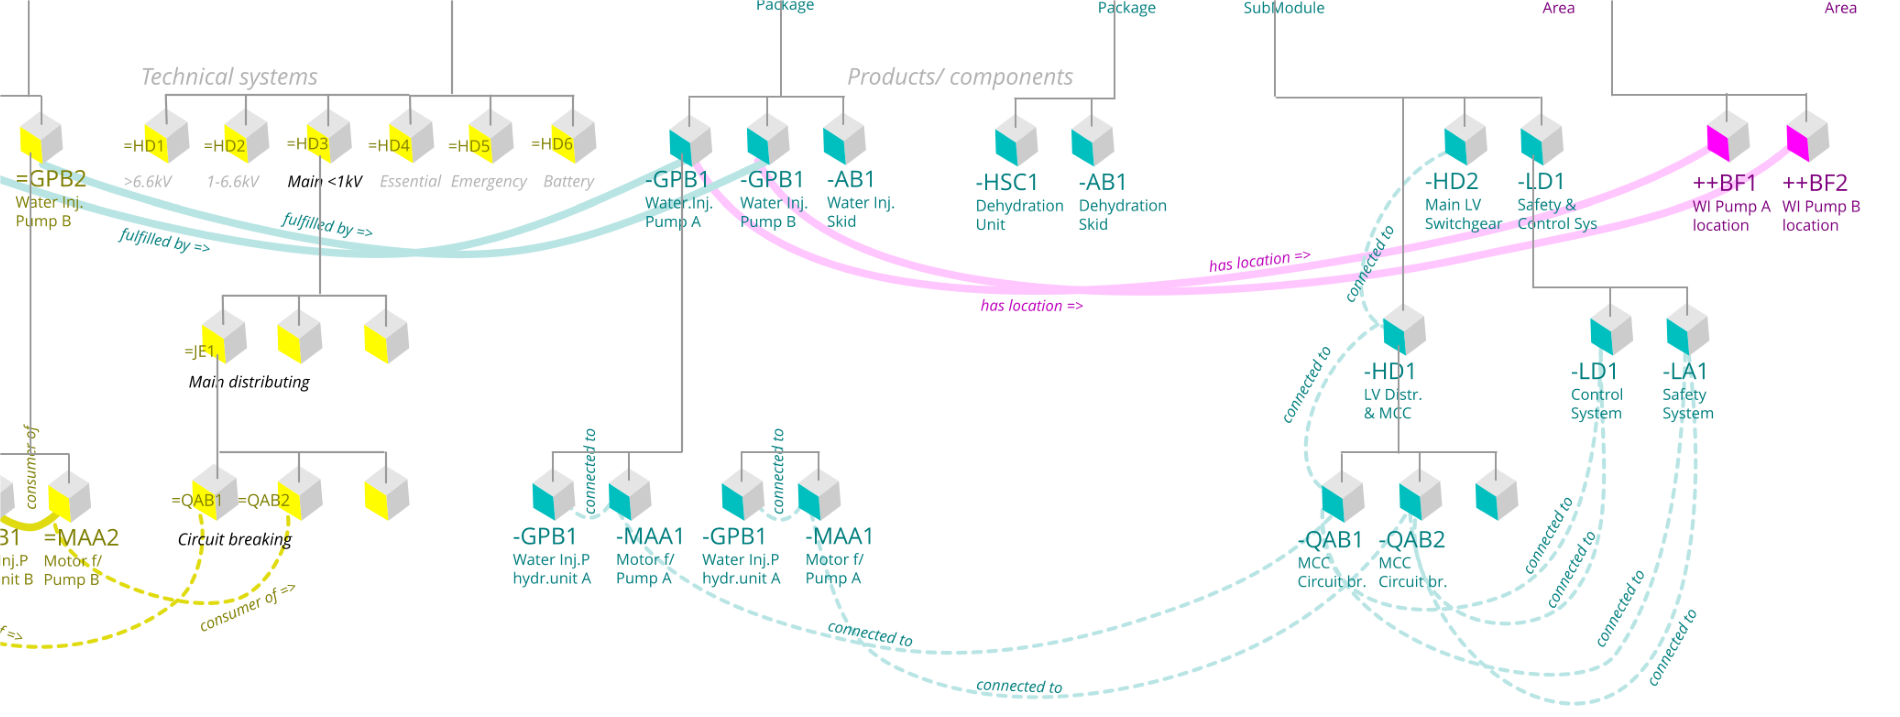 Package
Package
SubModule
Area
Area
Technical systems
Products/ components
=HD1
=HD2
=HD3
=HD4
=HD5
=HD6
>6.6kV
1-6.6kV
Main <1kV
Essential
Emergency
Battery
=GPB2
Water Inj.
Pump B
-GPB1
Water.Inj.
Pump A
-GPB1
Water Inj.
Pump B
-AB1
Water Inj.
Skid
-HSC1
Dehydration
Unit
-AB1
Dehydration
Skid
-HD2
Main LV
Switchgear
-LD1
Safety &
Control Sys
++BF1
WI Pump A
location
++BF2
WI Pump B
location
fulfilled by =>
fulfilled by =>
has location =>
has location =>
connected to
connected to
=JE1
Main distributing
-HD1
LV Distr.
& MCC
-LD1
Control
System
-LA1
Safety
System
consumer of
connected to
connected to
=QAB1
=QAB2
Circuit breaking
B1
Inj.P
nit B
=MAA2
Motor f/
Pump B
-GPB1
Water Inj.P
hydr.unit A
-MAA1
Motor f/
Pump A
-GPB1
Water Inj.P
hydr.unit A
-MAA1
Motor f/
Pump A
-QAB1
MCC
Circuit br.
-QAB2
MCC
Circuit br.
connected to
connected to
connected to
connected to
consumer of =>
f =>
connected to
connected to